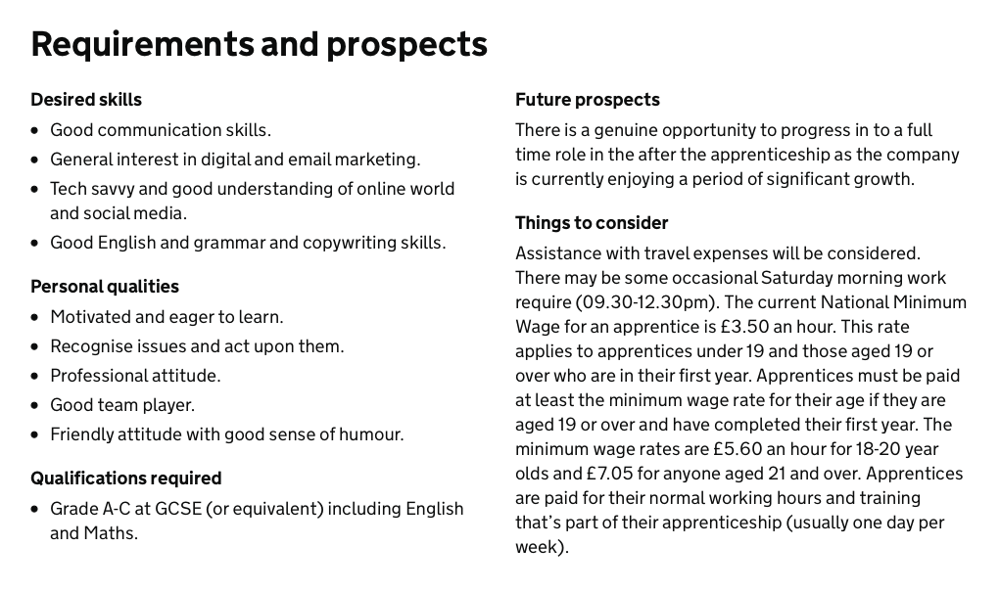 Requirements and prospects
Desired skills
• Good communication skills.
• General interest in digital and email marketing.
• Tech savvy and good understanding of online world
and social media.
• Good English and grammar and copywriting skills.
Personal qualities
• Motivated and eager to learn.
• Recognise issues and act upon them.
• Professional attitude.
• Good team player.
• Friendly attitude with good sense of humour.
Qualifications required
• Grade A-C at GCSE (or equivalent) including English
and Maths.
Future prospects
There is a genuine opportunity to progress in to a full
time role in the after the apprenticeship as the company
is currently enjoying a period of significant growth.
Things to consider
Assistance with travel expenses will be considered.
There may be some occasional Saturday morning work
require (09.30-12.30pm). The current National Minimum
Wage for an apprentice is £3.50 an hour. This rate
applies to apprentices under 19 and those aged 19 or
over who are in their first year. Apprentices must be paid
at least the minimum wage rate for their age if they are
aged 19 or over and have completed their first year. The
minimum wage rates are £5.60 an hour for 18-20 year
olds and £7.05 for anyone aged 21 and over. Apprentices
are paid for their normal working hours and training
that’s part of their apprenticeship (usually one day per
week).